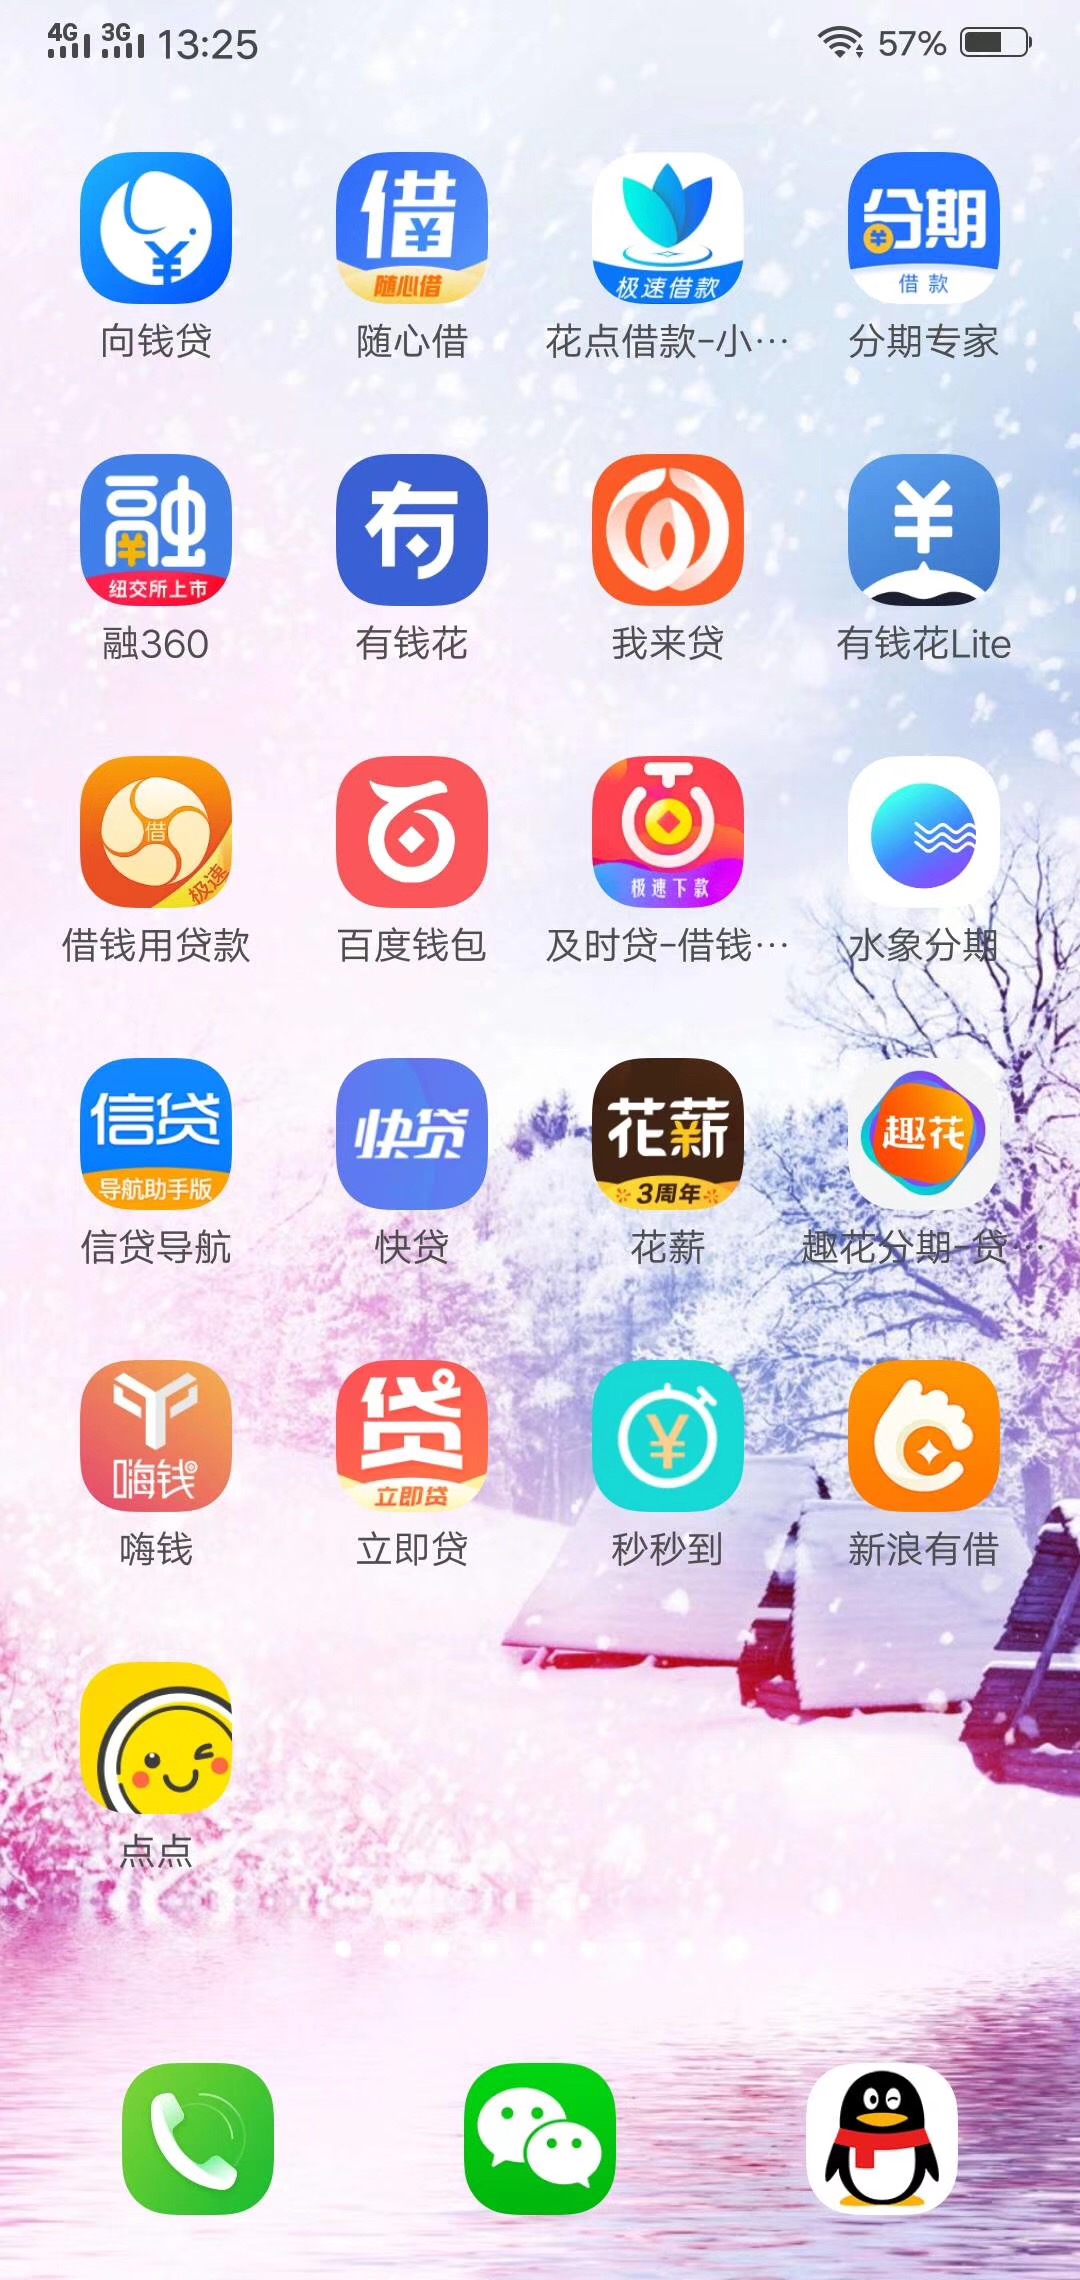 4G 3G 13:25 57%
借
¥
随心借
极速借款
分期
借款
向钱贷 随心借 花点借款-小… 分期专家
融
纽交所上市
有
¥
融360 有钱花 我来贷 有钱花Lite
借
极速
百
极速下款
借钱用贷款 百度钱包 及时贷-借钱… 水象分期
信贷
导航助手版
快贷
花薪
3周年
趣花
信贷导航 快贷 花薪 趣花分期-贷…
嗨钱
贷
立即贷
¥
嗨钱 立即贷 秒秒到 新浪有借
点点